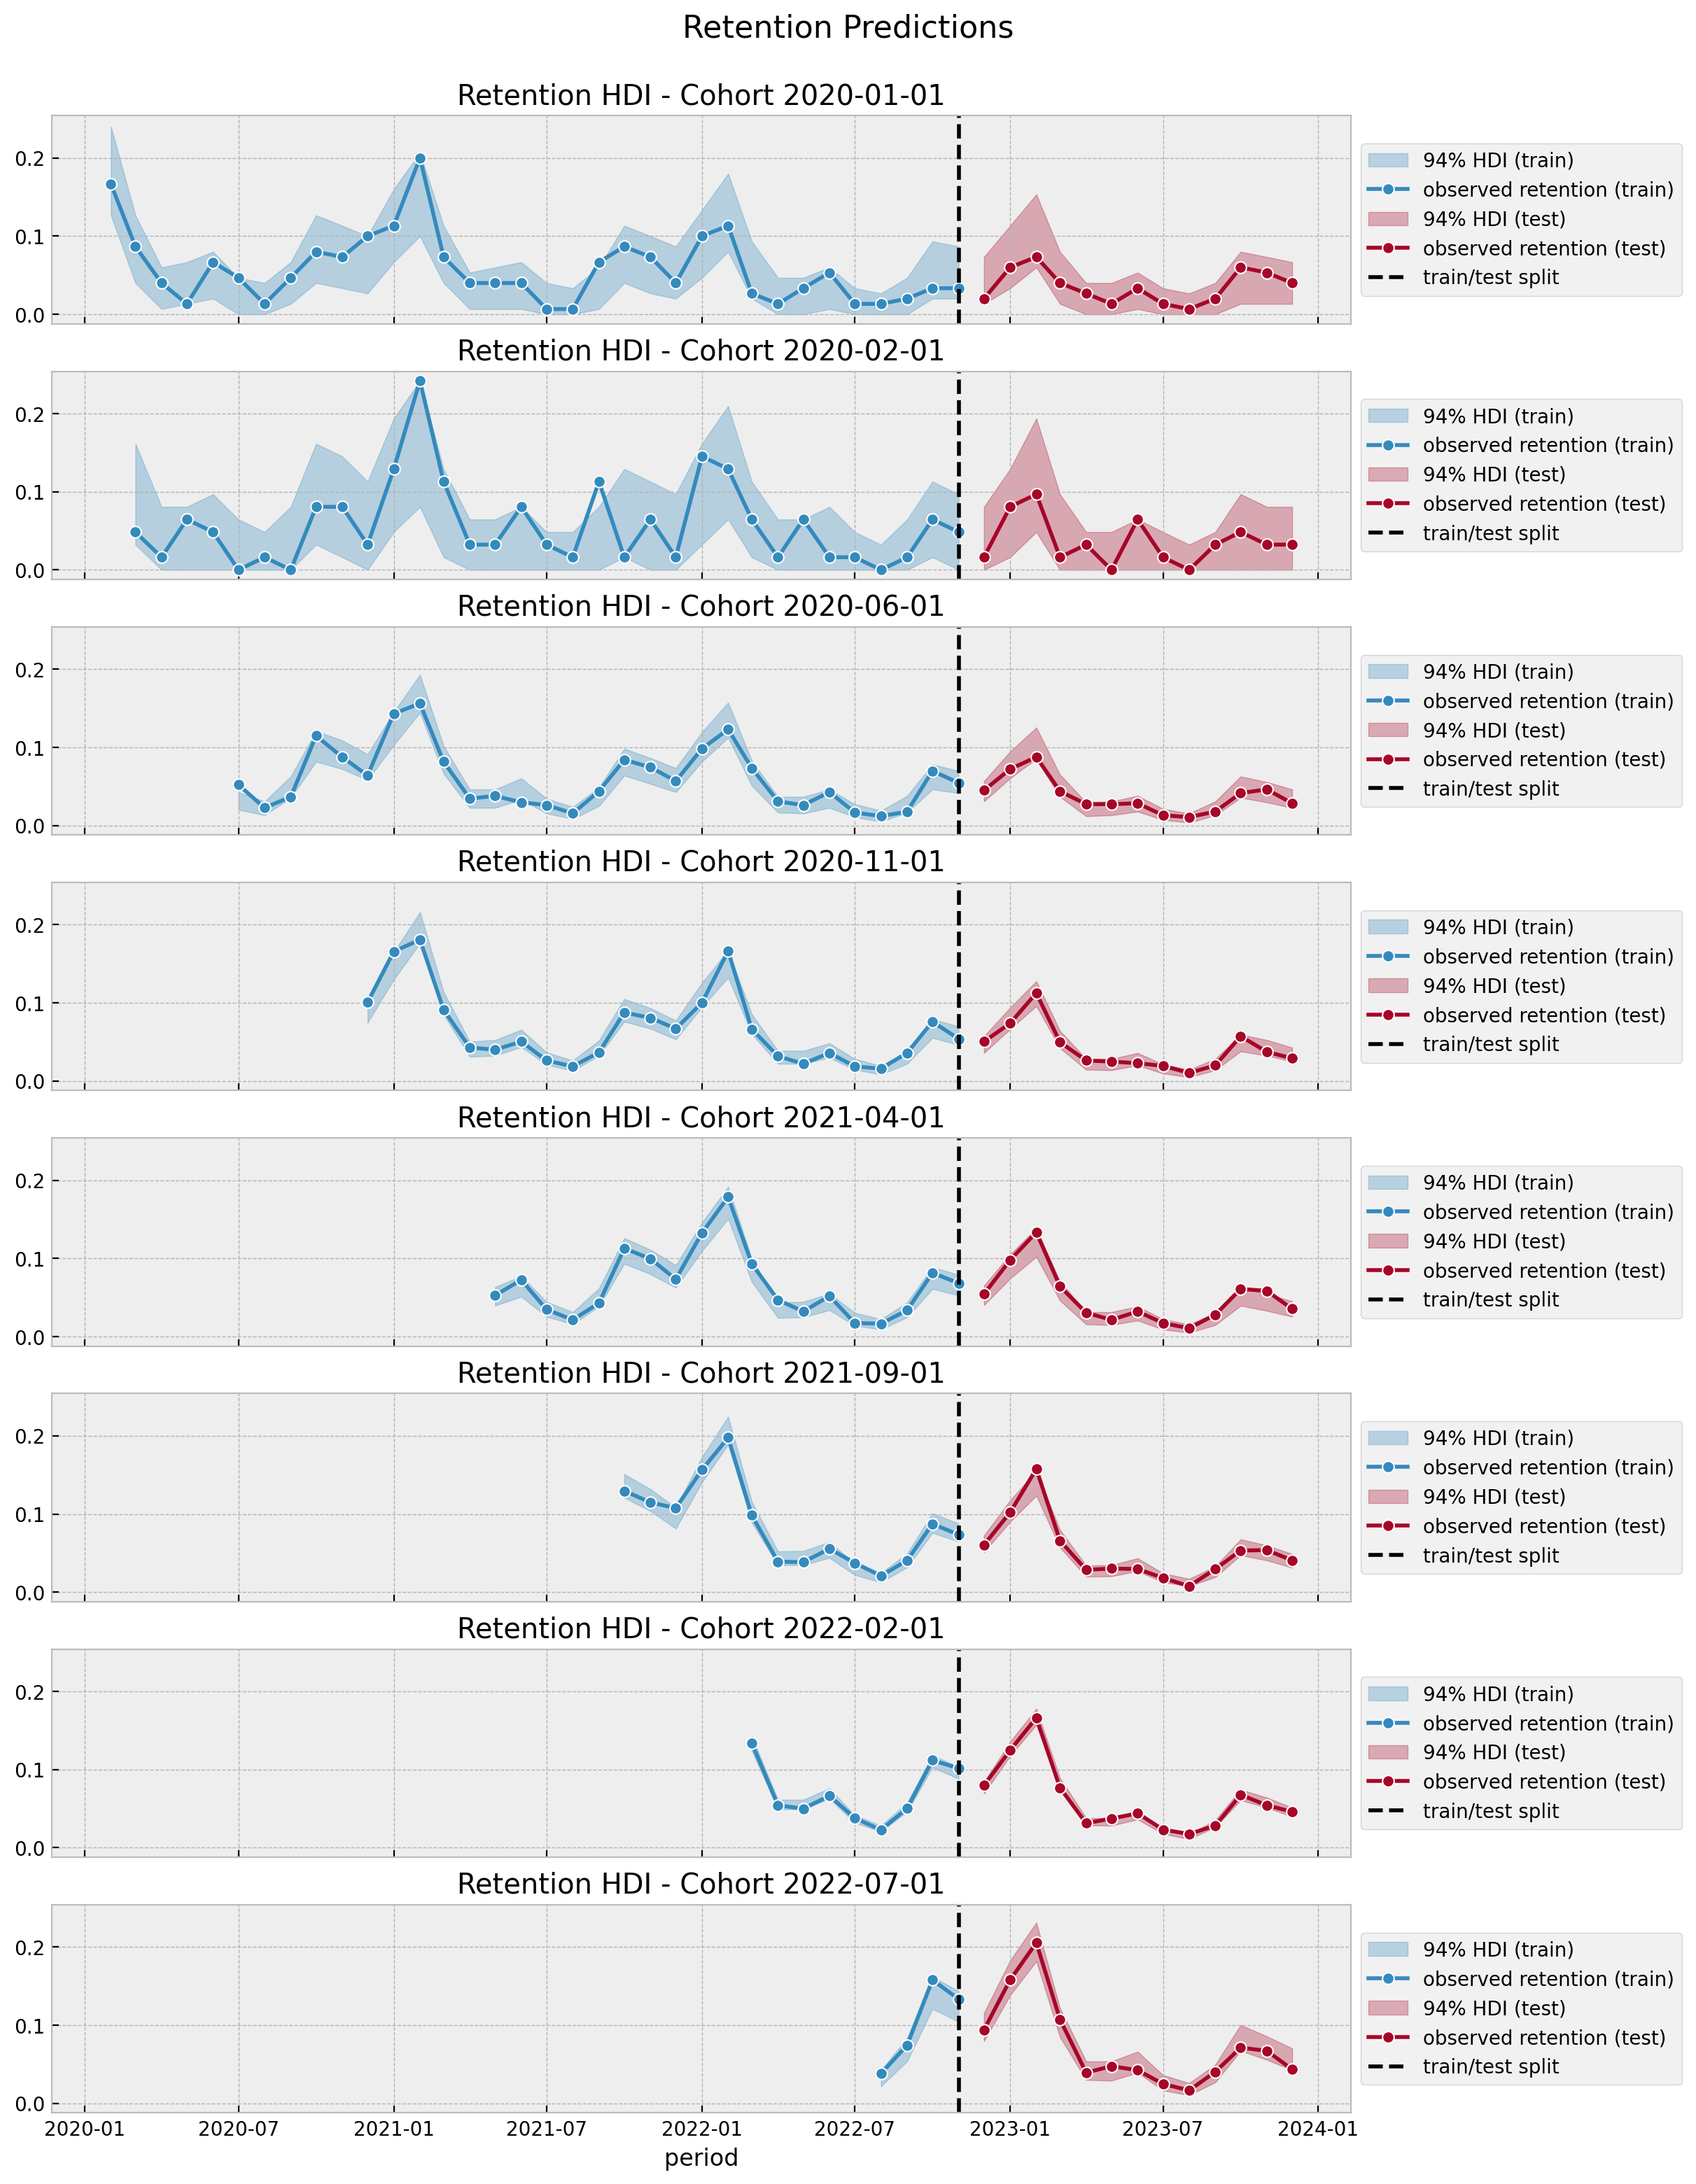 Retention Predictions
Retention HDI - Cohort 2020-01-01
0.2
0.1
0.0
94% HDI (train)
observed retention (train)
94% HDI (test)
observed retention (test)
train/test split
Retention HDI - Cohort 2020-02-01
0.2
0.1
0.0
94% HDI (train)
observed retention (train)
94% HDI (test)
observed retention (test)
train/test split
Retention HDI - Cohort 2020-06-01
0.2
0.1
0.0
94% HDI (train)
observed retention (train)
94% HDI (test)
observed retention (test)
train/test split
Retention HDI - Cohort 2020-11-01
0.2
0.1
0.0
94% HDI (train)
observed retention (train)
94% HDI (test)
observed retention (test)
train/test split
Retention HDI - Cohort 2021-04-01
0.2
0.1
0.0
94% HDI (train)
observed retention (train)
94% HDI (test)
observed retention (test)
train/test split
Retention HDI - Cohort 2021-09-01
0.2
0.1
0.0
94% HDI (train)
observed retention (train)
94% HDI (test)
observed retention (test)
train/test split
Retention HDI - Cohort 2022-02-01
0.2
0.1
0.0
94% HDI (train)
observed retention (train)
94% HDI (test)
observed retention (test)
train/test split
Retention HDI - Cohort 2022-07-01
0.2
0.1
0.0
94% HDI (train)
observed retention (train)
94% HDI (test)
observed retention (test)
train/test split
2020-01 2020-07 2021-01 2021-07 2022-01 2022-07 2023-01 2023-07 2024-01
period